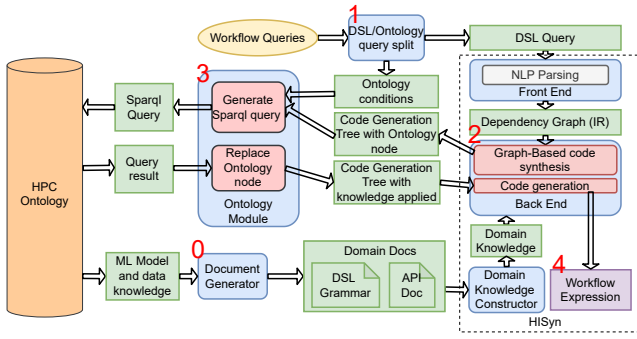 1
Workflow Queries
DSL/Ontology
query split
DSL Query
3
Sparql
Query
Generate
Sparql query
Ontology
conditions
NLP Parsing
Front End
Code Generation
Tree with Ontology
node
Dependency Graph (IR)
2
Graph-Based code
synthesis
Query
result
Replace
Ontology
node
Code Generation
Tree with
knowledge applied
Code generation
Back End
HPC
Ontology
Ontology
Module
Domain
Knowledge
0
ML Model
and data
knowledge
Document
Generator
Domain Docs
DSL
Grammar
API
Doc
Domain
Knowledge
Constructor
4
Workflow
Expression
HISyn